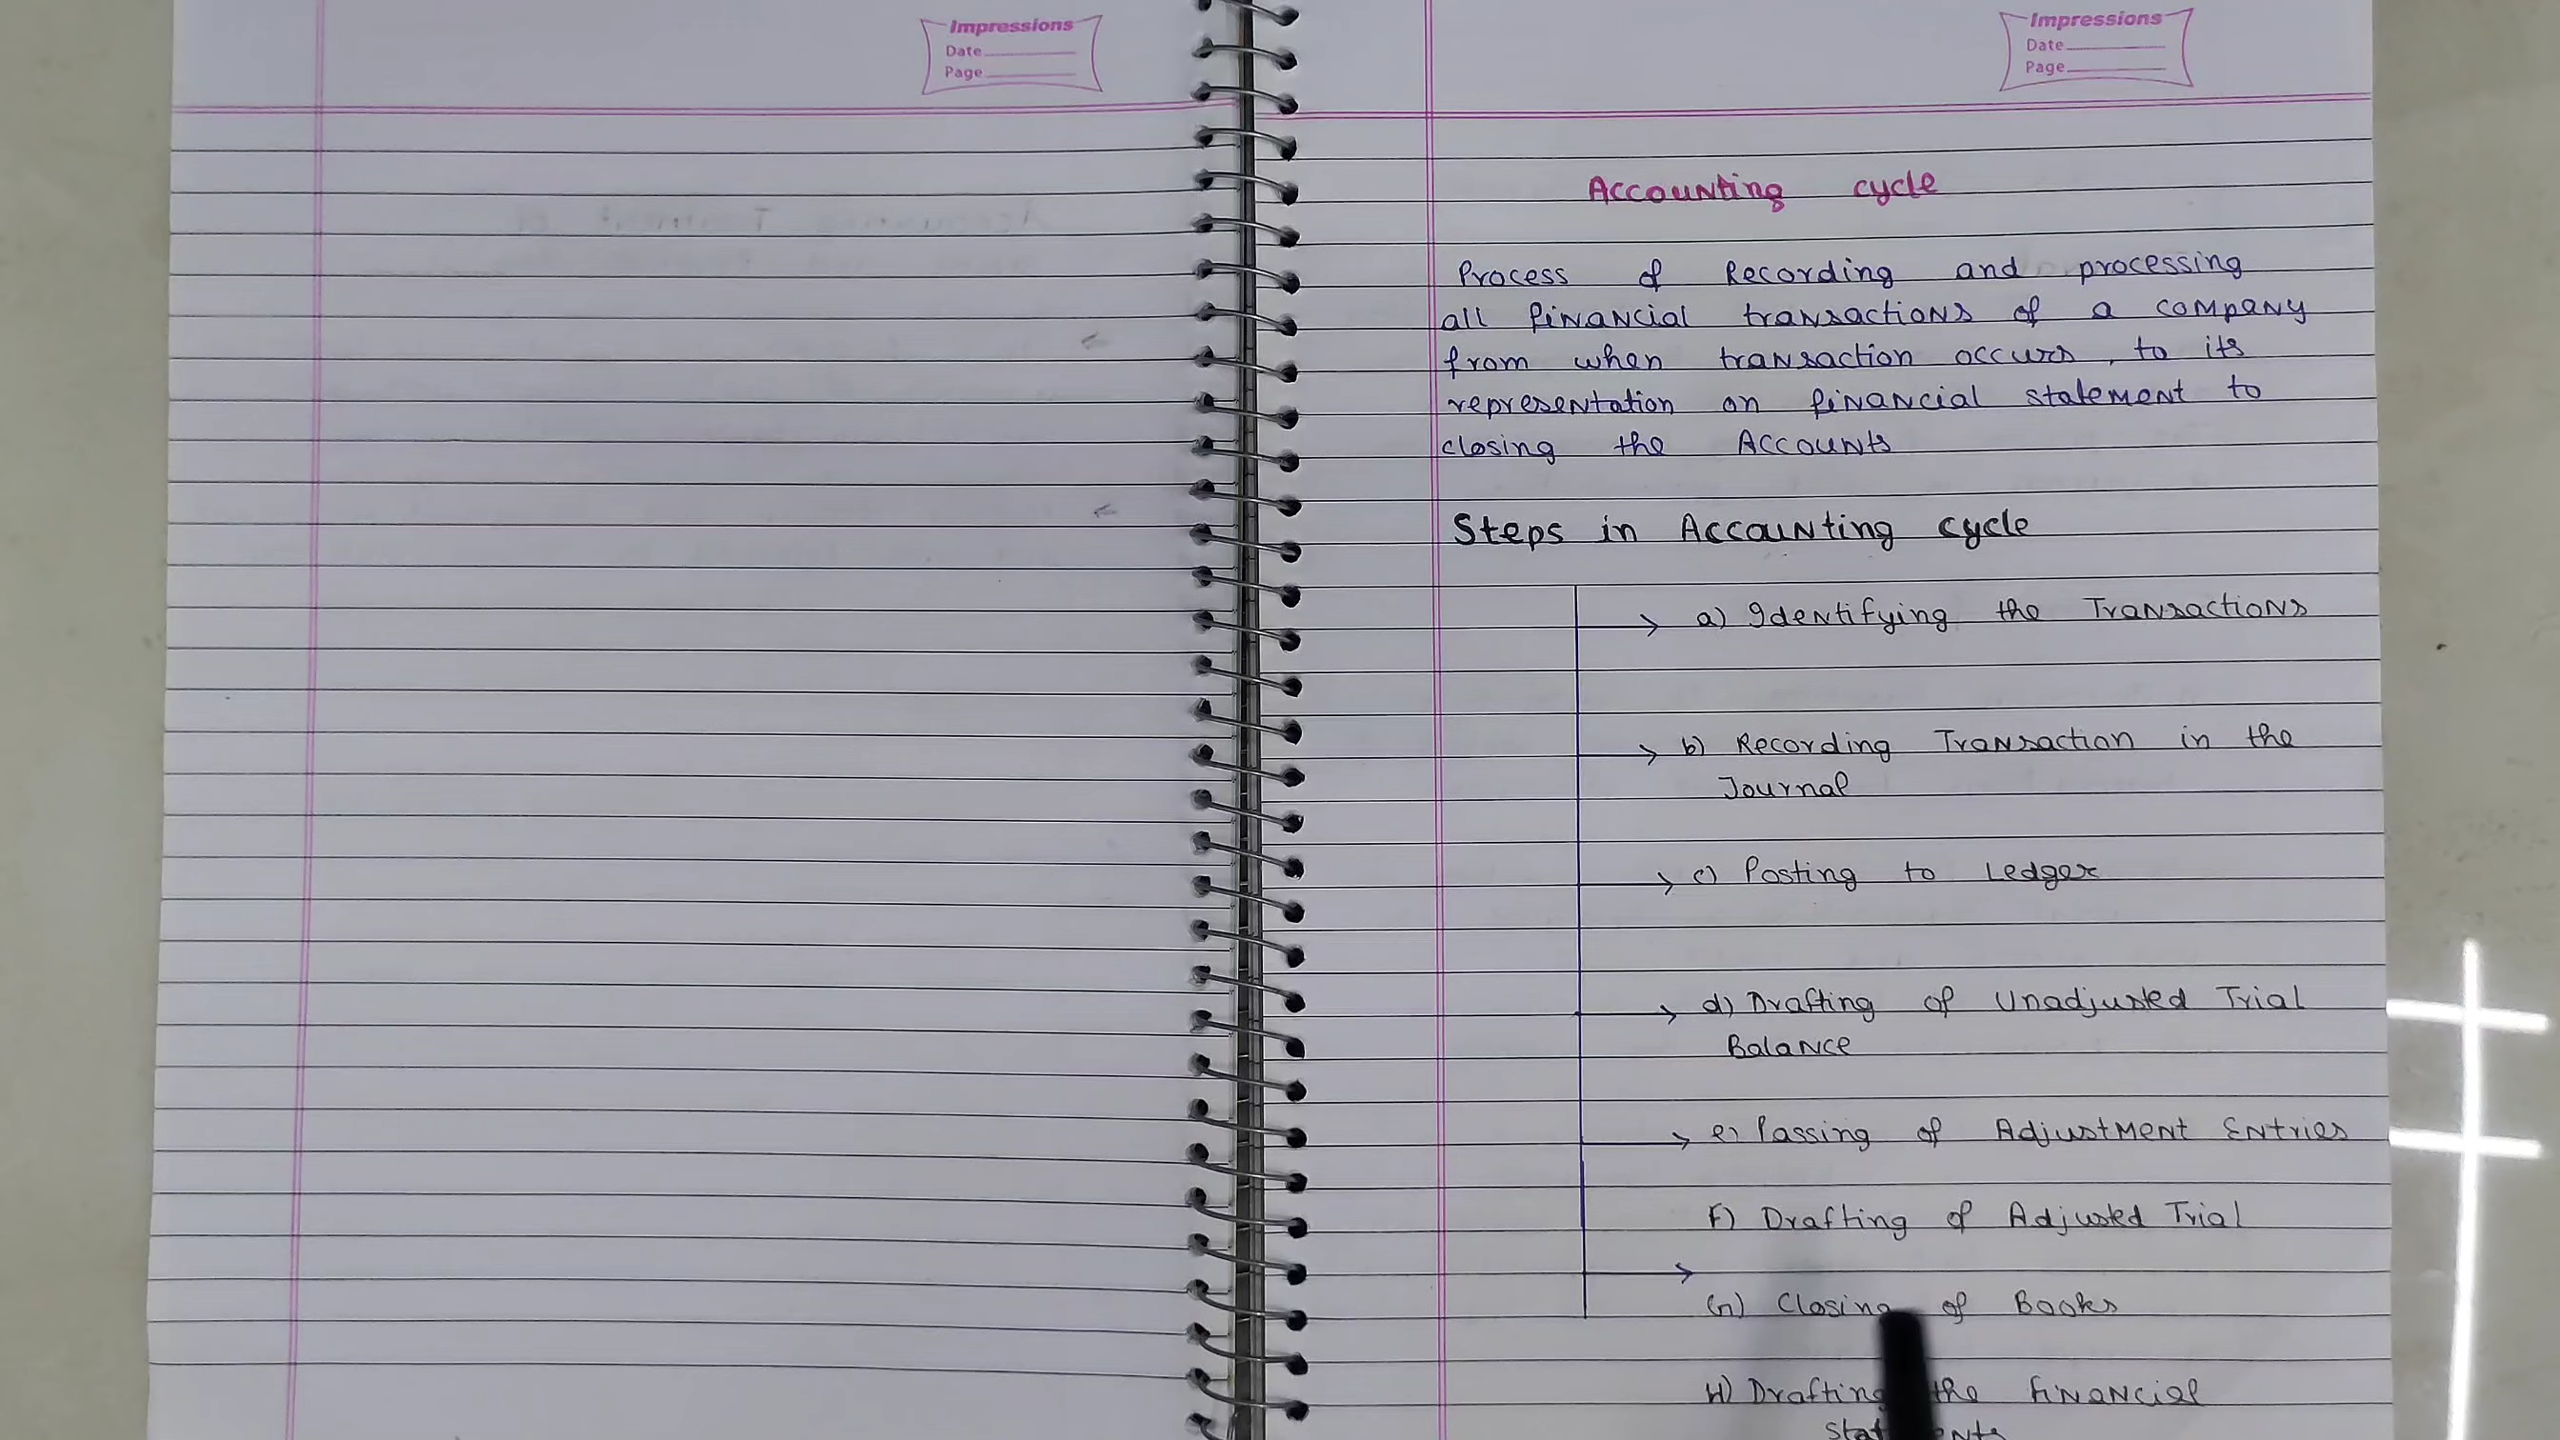 Impressions
Date
Page
Impressions
Date
Page
Accounting cycle
Process of Recording and processing
all financial transactions of a company
from when transaction occurs, to its
representation on financial statement to
closing the Accounts
Steps in Accounting cycle
a) Identifying the Transactions
b) Recording Transaction in the
Journal
c) Posting to Ledger
d) Drafting of Unadjusted Trial
Balance
e) Passing of Adjustment Entries
F) Drafting of Adjusted Trial
G) Closing of Books
H) Drafting the financial